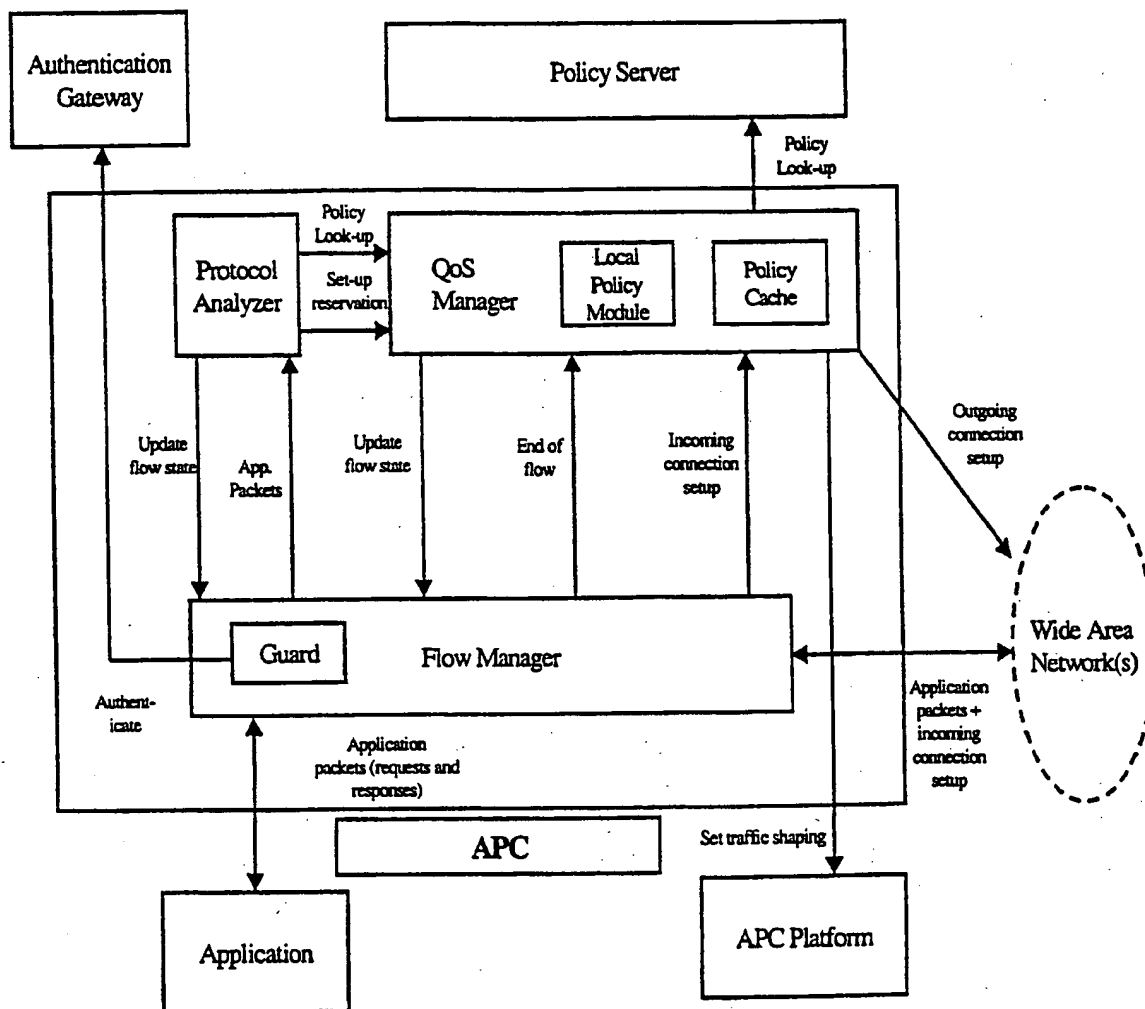 Authentication
Gateway
Policy Server
Policy
Look-up
Policy
Look-up
Set-up
reservation
Protocol
Analyzer
QoS
Manager
Local
Policy
Module
Policy
Cache
Update
flow state
App.
Packets
Update
flow state
End of
flow
Incoming
connection
setup
Outgoing
connection
setup
Guard
Flow Manager
Wide Area
Network(s)
Authent-
icate
Application
packets (requests and
responses)
Application
packets +
incoming
connection
setup
APC
Set traffic shaping
Application
APC Platform